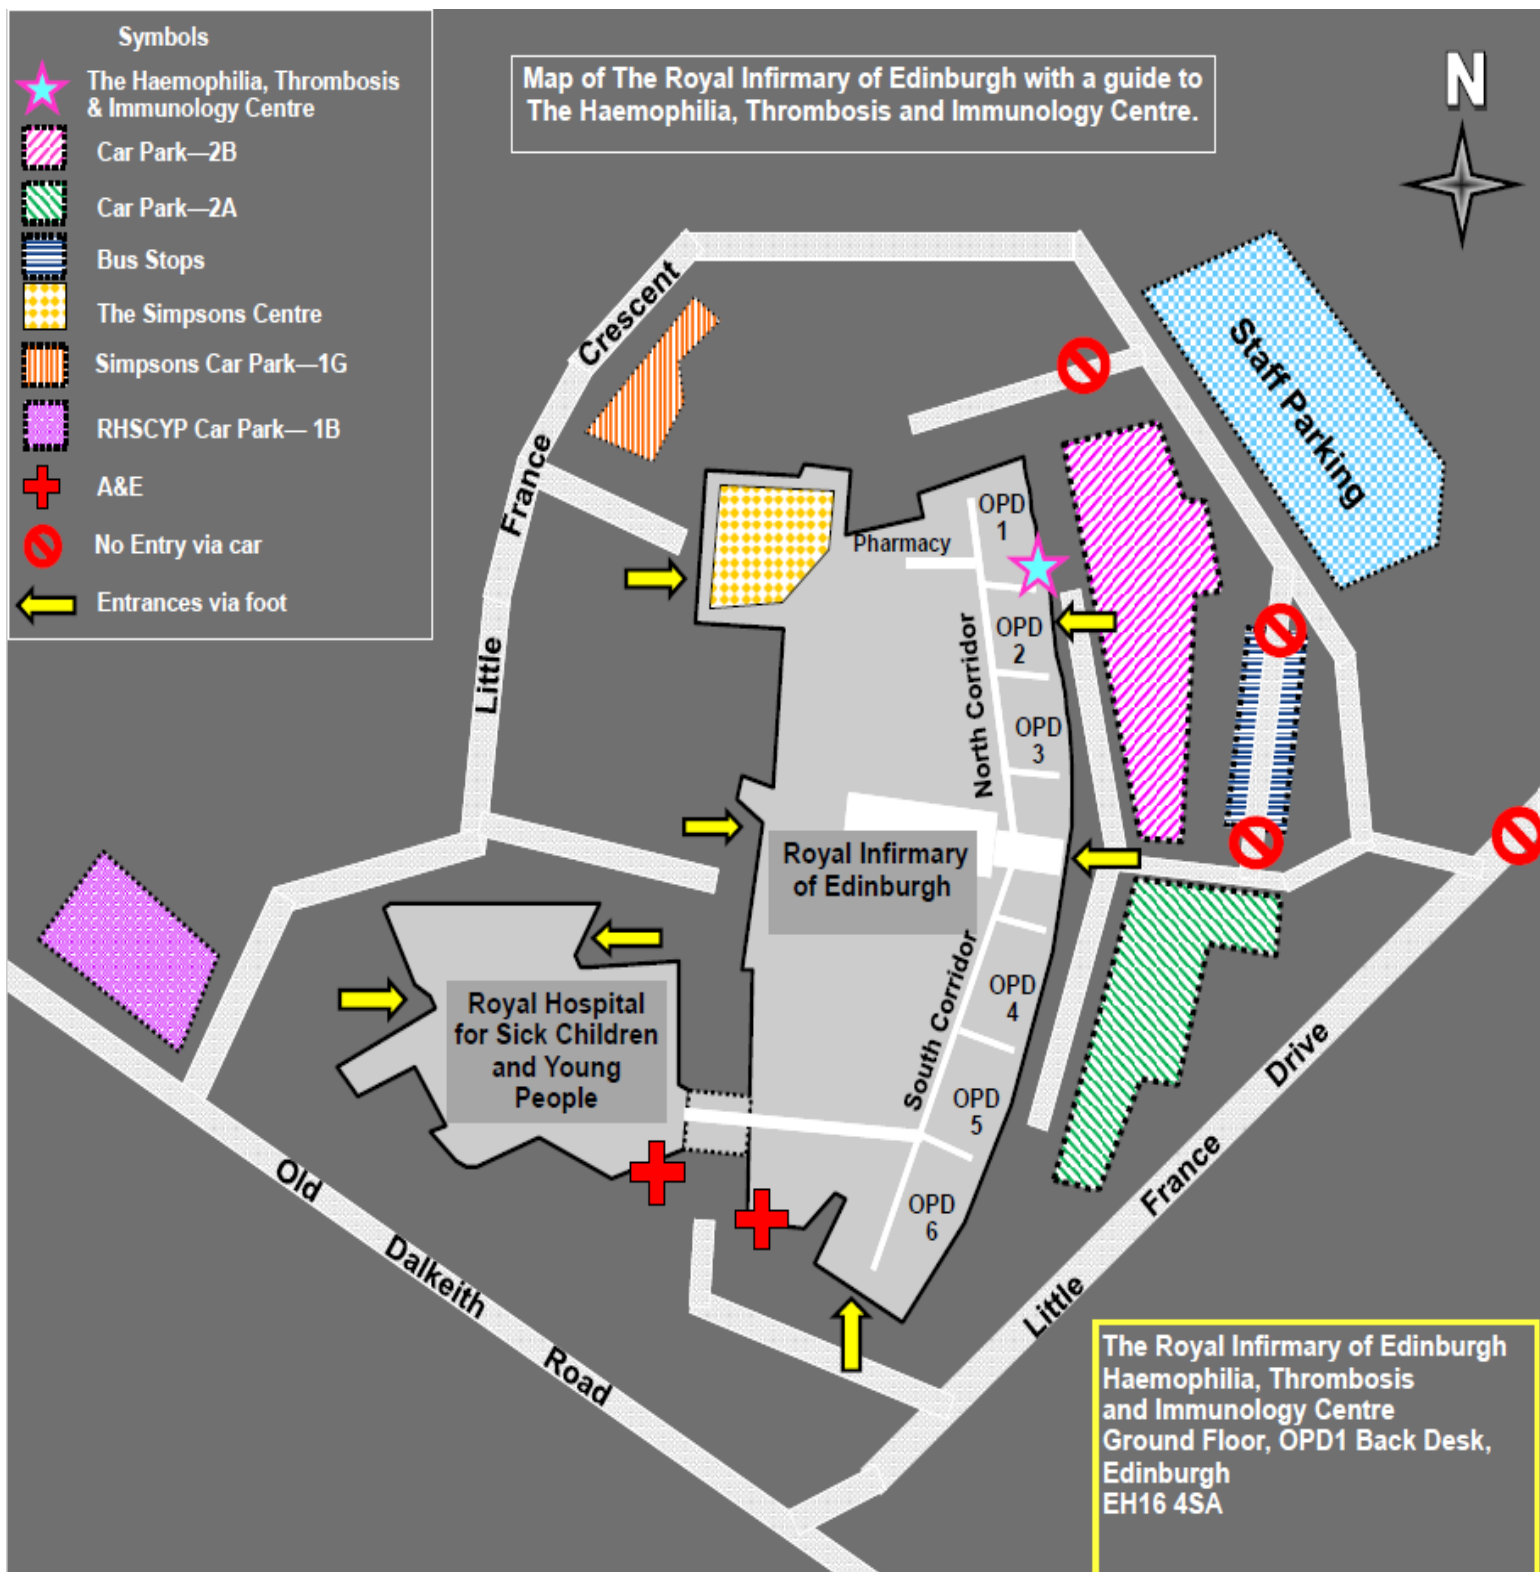 Symbols
The Haemophilia, Thrombosis
& Immunology Centre
Car Park—2B
Car Park—2A
Bus Stops
The Simpsons Centre
Simpsons Car Park—1G
RHSCYP Car Park— 1B
A&E
No Entry via car
Entrances via foot
Map of The Royal Infirmary of Edinburgh with a guide to
The Haemophilia, Thrombosis and Immunology Centre.
N
Little France Crescent
Staff Parking
OPD
1
Pharmacy
OPD
2
North Corridor
OPD
3
Royal Infirmary
of Edinburgh
South Corridor
OPD
4
OPD
5
OPD
6
Royal Hospital
for Sick Children
and Young
People
Old Dalkeith Road
Little France Drive
The Royal Infirmary of Edinburgh
Haemophilia, Thrombosis
and Immunology Centre
Ground Floor, OPD1 Back Desk,
Edinburgh
EH16 4SA